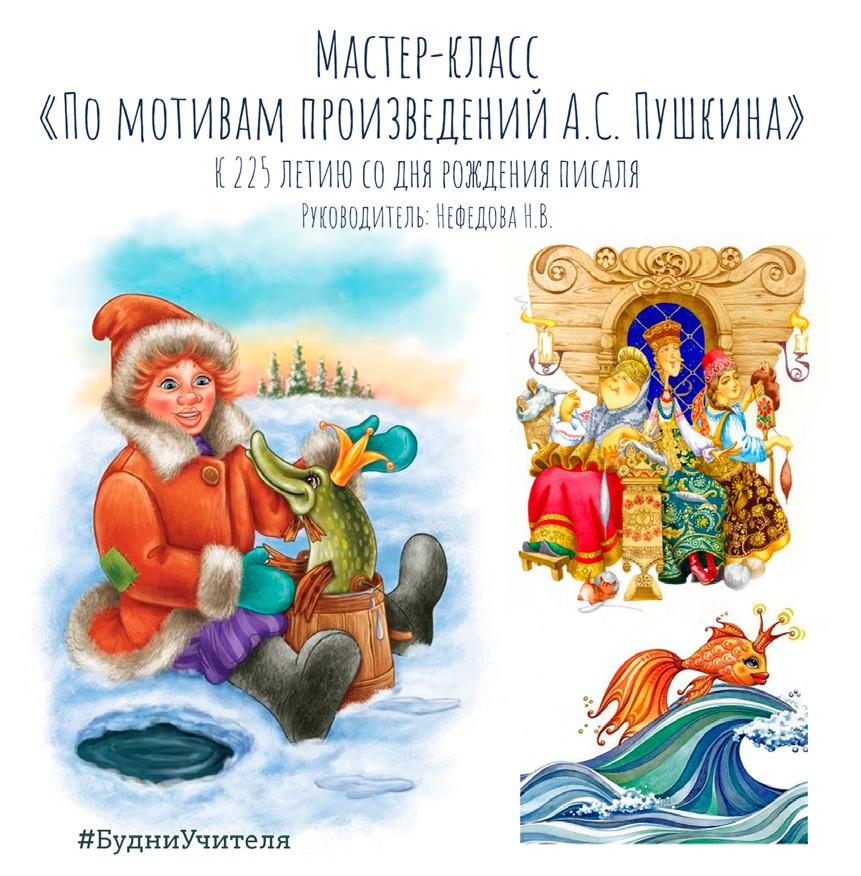 Мастер-класс
«По мотивам произведений А.С. Пушкина»
к 225 летию со дня рождения писаля
Руководитель: Нефедова Н.В.
#БудниУчителя